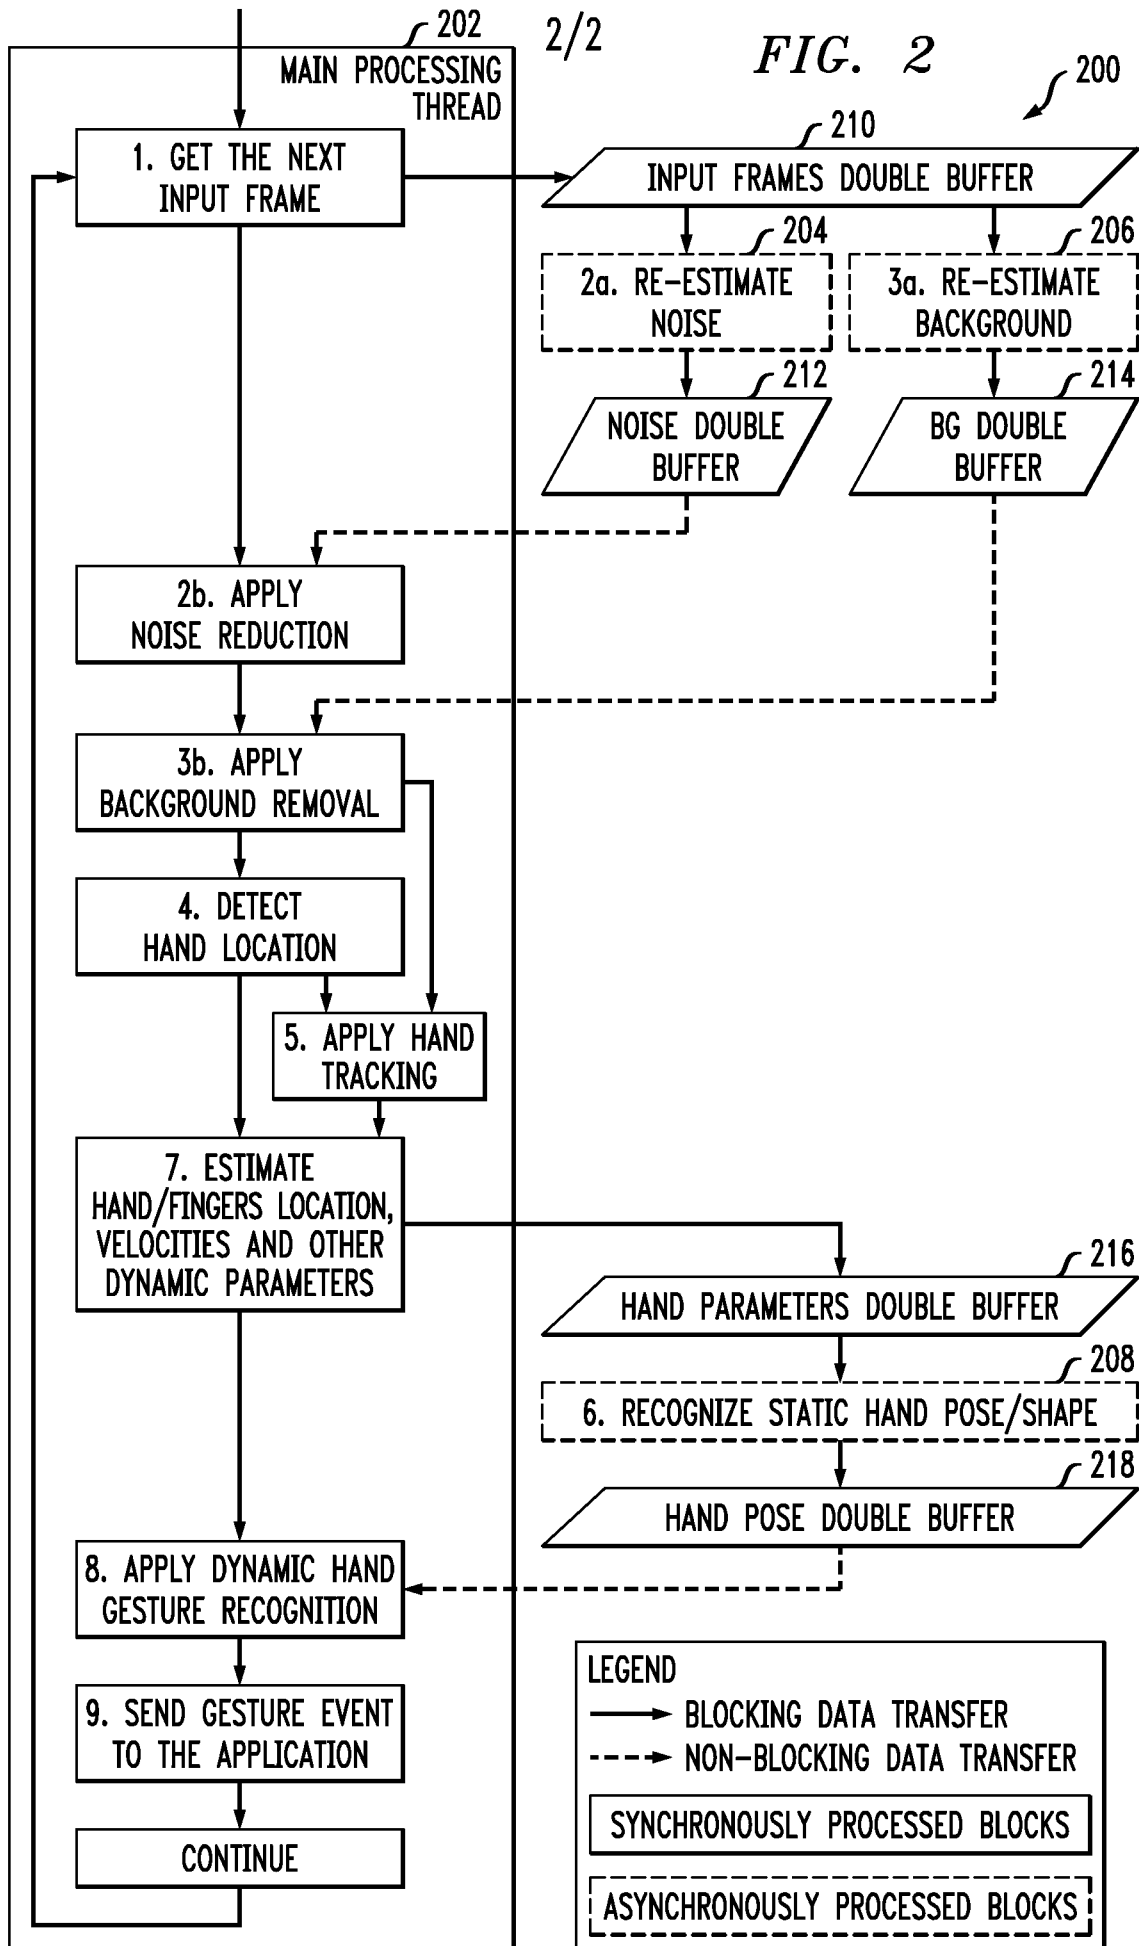 202
2/2
FIG. 2
200
MAIN PROCESSING
THREAD
210
1. GET THE NEXT
INPUT FRAME
INPUT FRAMES DOUBLE BUFFER
204
206
2a. RE-ESTIMATE
NOISE
3a. RE-ESTIMATE
BACKGROUND
212
214
NOISE DOUBLE
BUFFER
BG DOUBLE
BUFFER
2b. APPLY
NOISE REDUCTION
3b. APPLY
BACKGROUND REMOVAL
4. DETECT
HAND LOCATION
5. APPLY HAND
TRACKING
7. ESTIMATE
HAND/FINGERS LOCATION,
VELOCITIES AND OTHER
DYNAMIC PARAMETERS
216
HAND PARAMETERS DOUBLE BUFFER
208
6. RECOGNIZE STATIC HAND POSE/SHAPE
218
HAND POSE DOUBLE BUFFER
8. APPLY DYNAMIC HAND
GESTURE RECOGNITION
9. SEND GESTURE EVENT
TO THE APPLICATION
CONTINUE
LEGEND
BLOCKING DATA TRANSFER
NON-BLOCKING DATA TRANSFER
SYNCHRONOUSLY PROCESSED BLOCKS
ASYNCHRONOUSLY PROCESSED BLOCKS